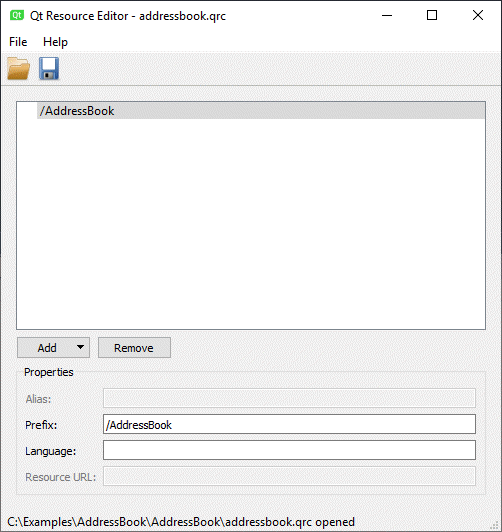 Qt Qt Resource Editor - addressbook.qrc
File Help
/AddressBook
Add Remove
Properties
Alias:
Prefix: /AddressBook
Language:
Resource URL:
C:\Examples\AddressBook\AddressBook\addressbook.qrc opened